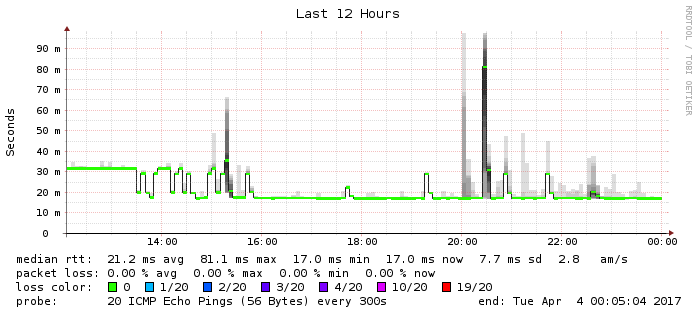 Last 12 Hours
RRDTOOL / TOBI OETIKER
Seconds
90 m
80 m
70 m
60 m
50 m
40 m
30 m
20 m
10 m
0
14:00 16:00 18:00 20:00 22:00 00:00
median rtt: 21.2 ms avg 81.1 ms max 17.0 ms min 17.0 ms now 7.7 ms sd 2.8 am/s
packet loss: 0.00 % avg 0.00 % max 0.00 % min 0.00 % now
loss color: 0 1/20 2/20 3/20 4/20 10/20 19/20
probe: 20 ICMP Echo Pings (56 Bytes) every 300s end: Tue Apr 4 00:05:04 2017